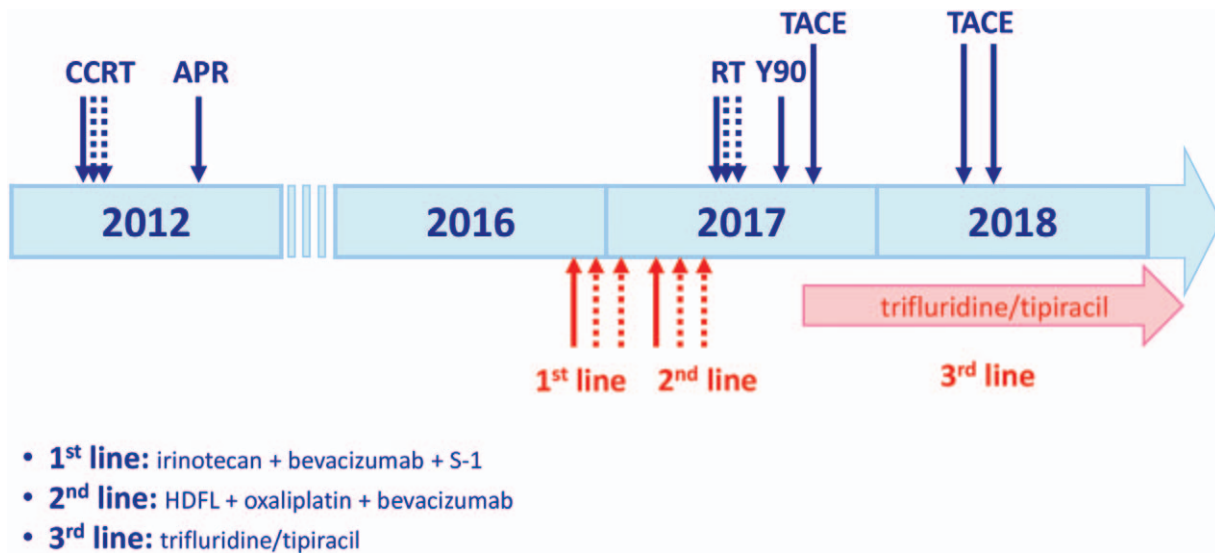 TACE TACE
CCRT APR RT Y90
2012 2016 2017 2018
trifluridine/tipiracil
1st line 2nd line 3rd line
• 1st line: irinotecan + bevacizumab + S-1
• 2nd line: HDFL + oxaliplatin + bevacizumab
• 3rd line: trifluridine/tipiracil